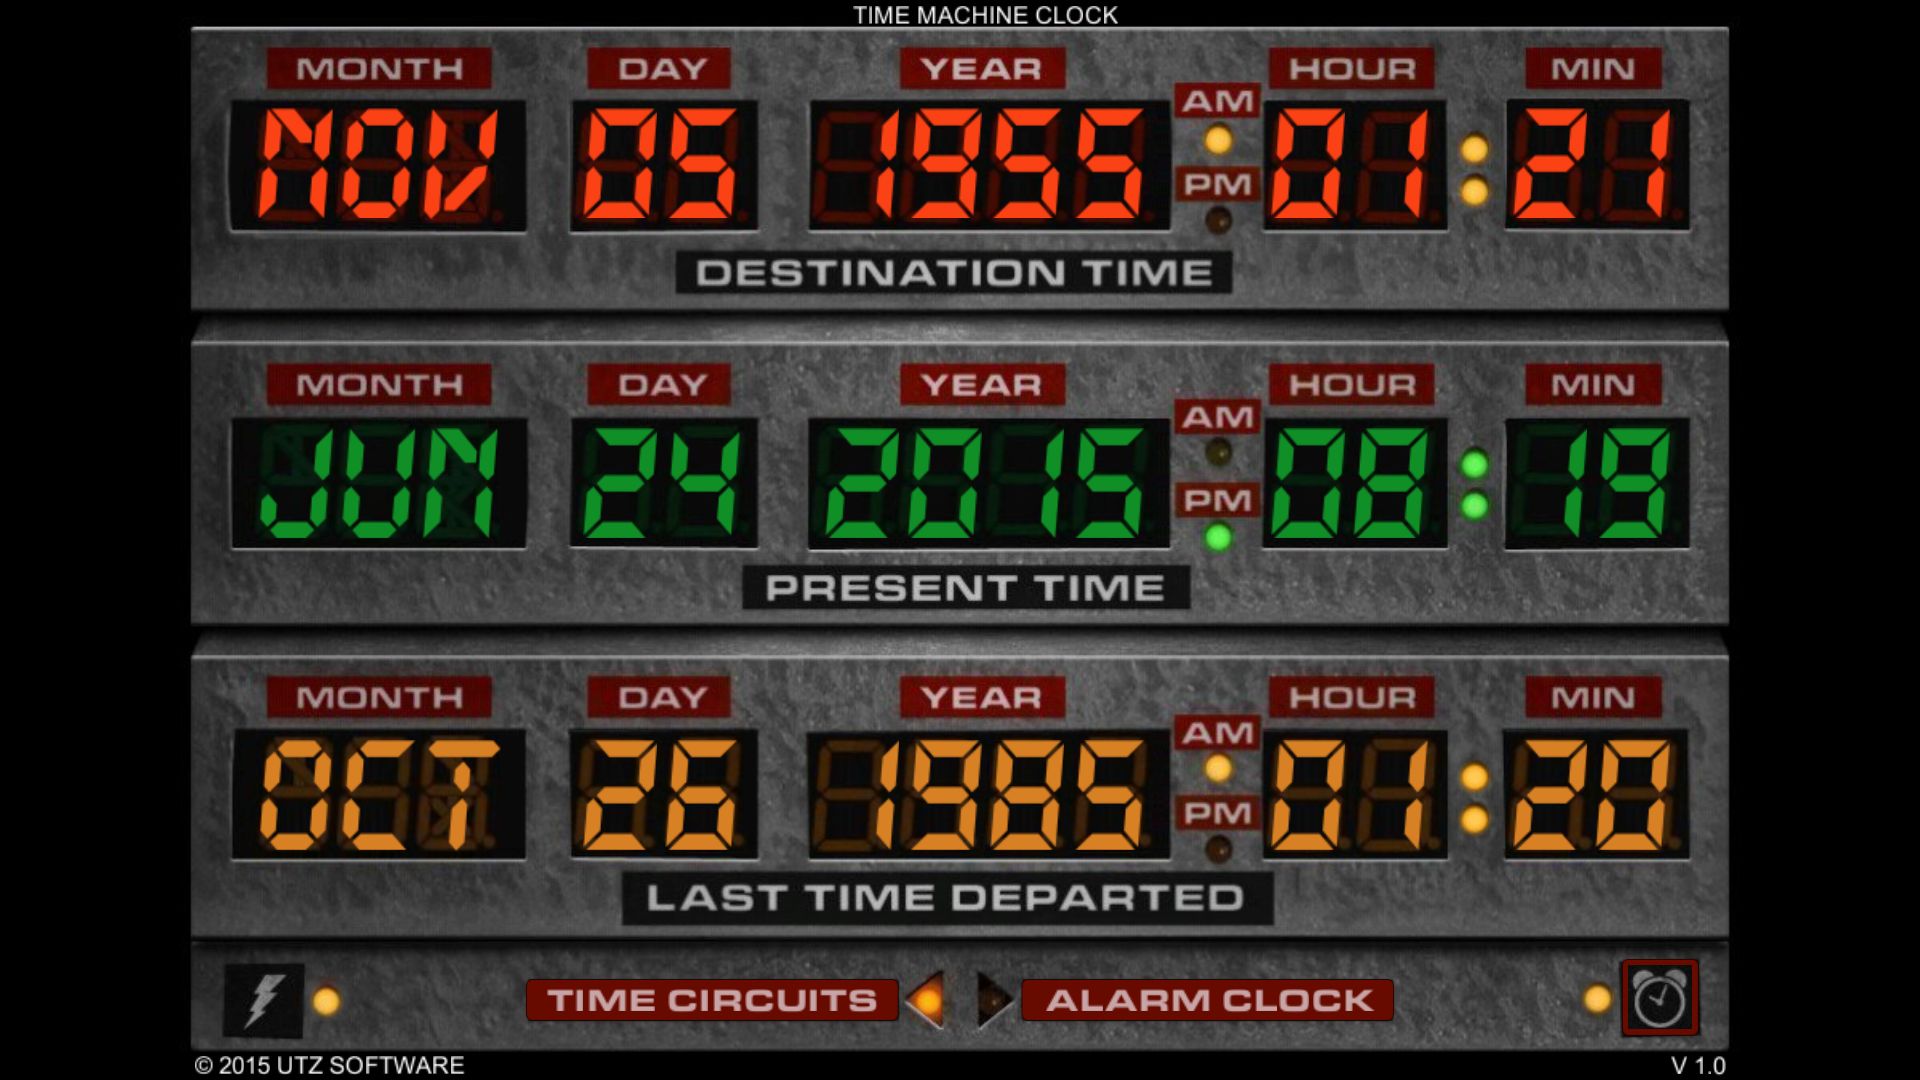 TIME MACHINE CLOCK
MONTH DAY YEAR HOUR MIN
AM
NOV 05 1955 01:21
PM
DESTINATION TIME
MONTH DAY YEAR HOUR MIN
AM
JUN 24 2015 08:19
PM
PRESENT TIME
MONTH DAY YEAR HOUR MIN
AM
OCT 26 1985 01:20
PM
LAST TIME DEPARTED
TIME CIRCUITS ALARM CLOCK
© 2015 UTZ SOFTWARE V 1.0